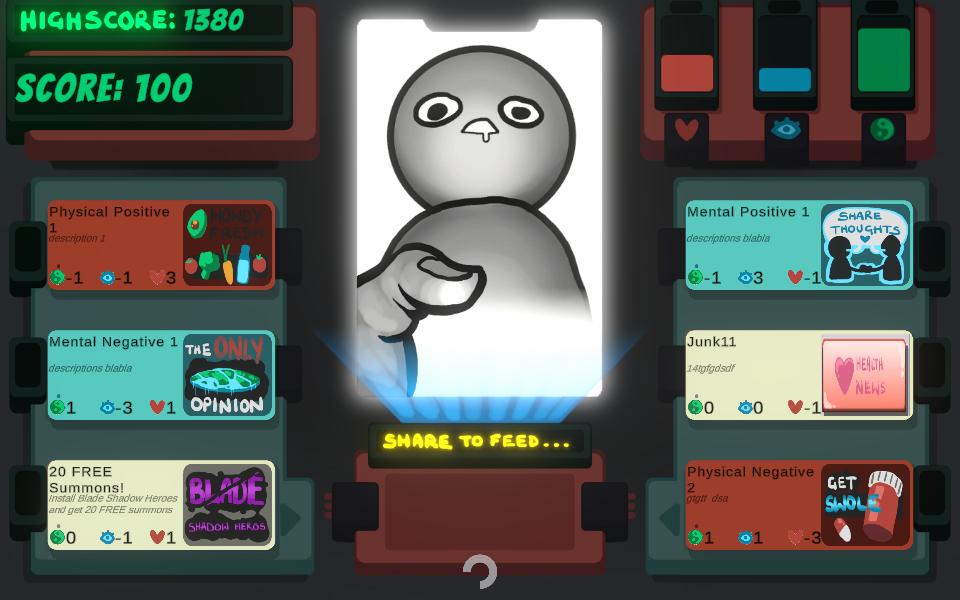 HIGHSCORE: 1380
SCORE: 100
Physical Positive
1
description 1
-1 -1 3
HOWDY
FRESH
Mental Negative 1
descriptions blabla
1 -3 1
THE ONLY
OPINION
20 FREE
Summons!
Install Blade Shadow Heroes
and get 20 FREE summons
0 -1 1
BLADE
SHADOW HEROS
SHARE TO FEED...
Mental Positive 1
descriptions blabla
-1 3 -1
SHARE
THOUGHTS
Junk11
14tgfgdsdf
0 0 -1
HEALTH
NEWS
Physical Negative
2
gtgtt dsa
1 1 -3
GET
SWOLE